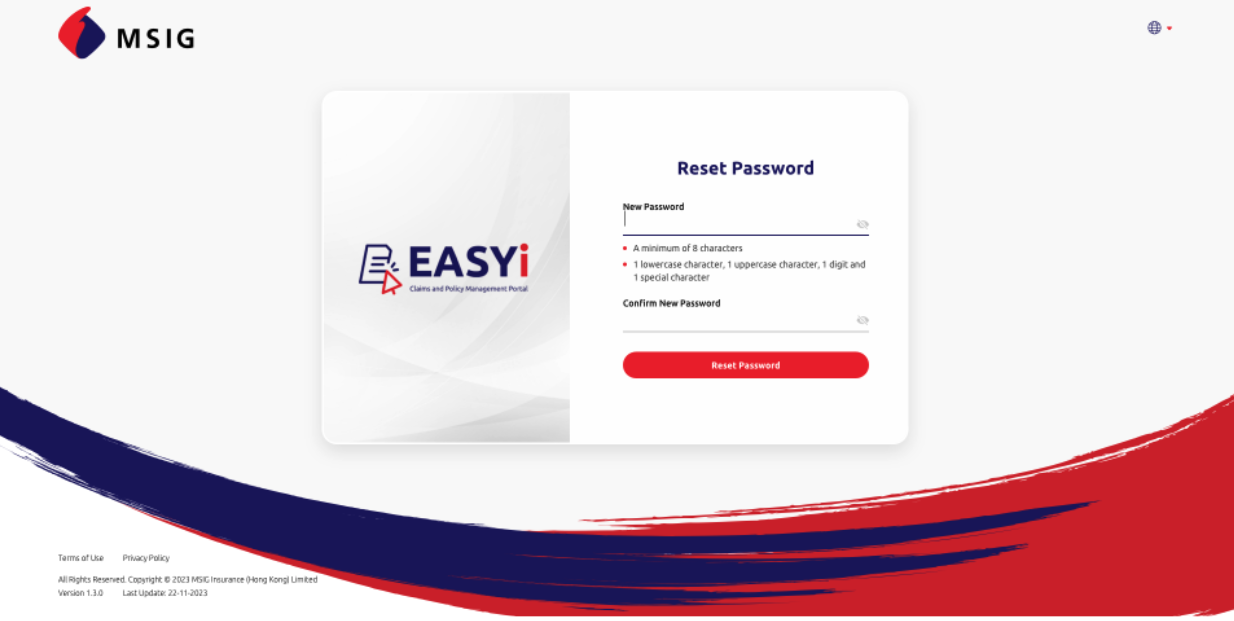 MSIG
Reset Password
New Password
A minimum of 8 characters
1 lowercase character, 1 uppercase character, 1 digit and
1 special character
Confirm New Password
Reset Password
EASYi
Claims and Policy Management Portal
Terms of Use Privacy Policy
All Rights Reserved. Copyright © 2023 MSIG Insurance (Hong Kong) Limited
Version 1.3.0 Last Update: 22-11-2023